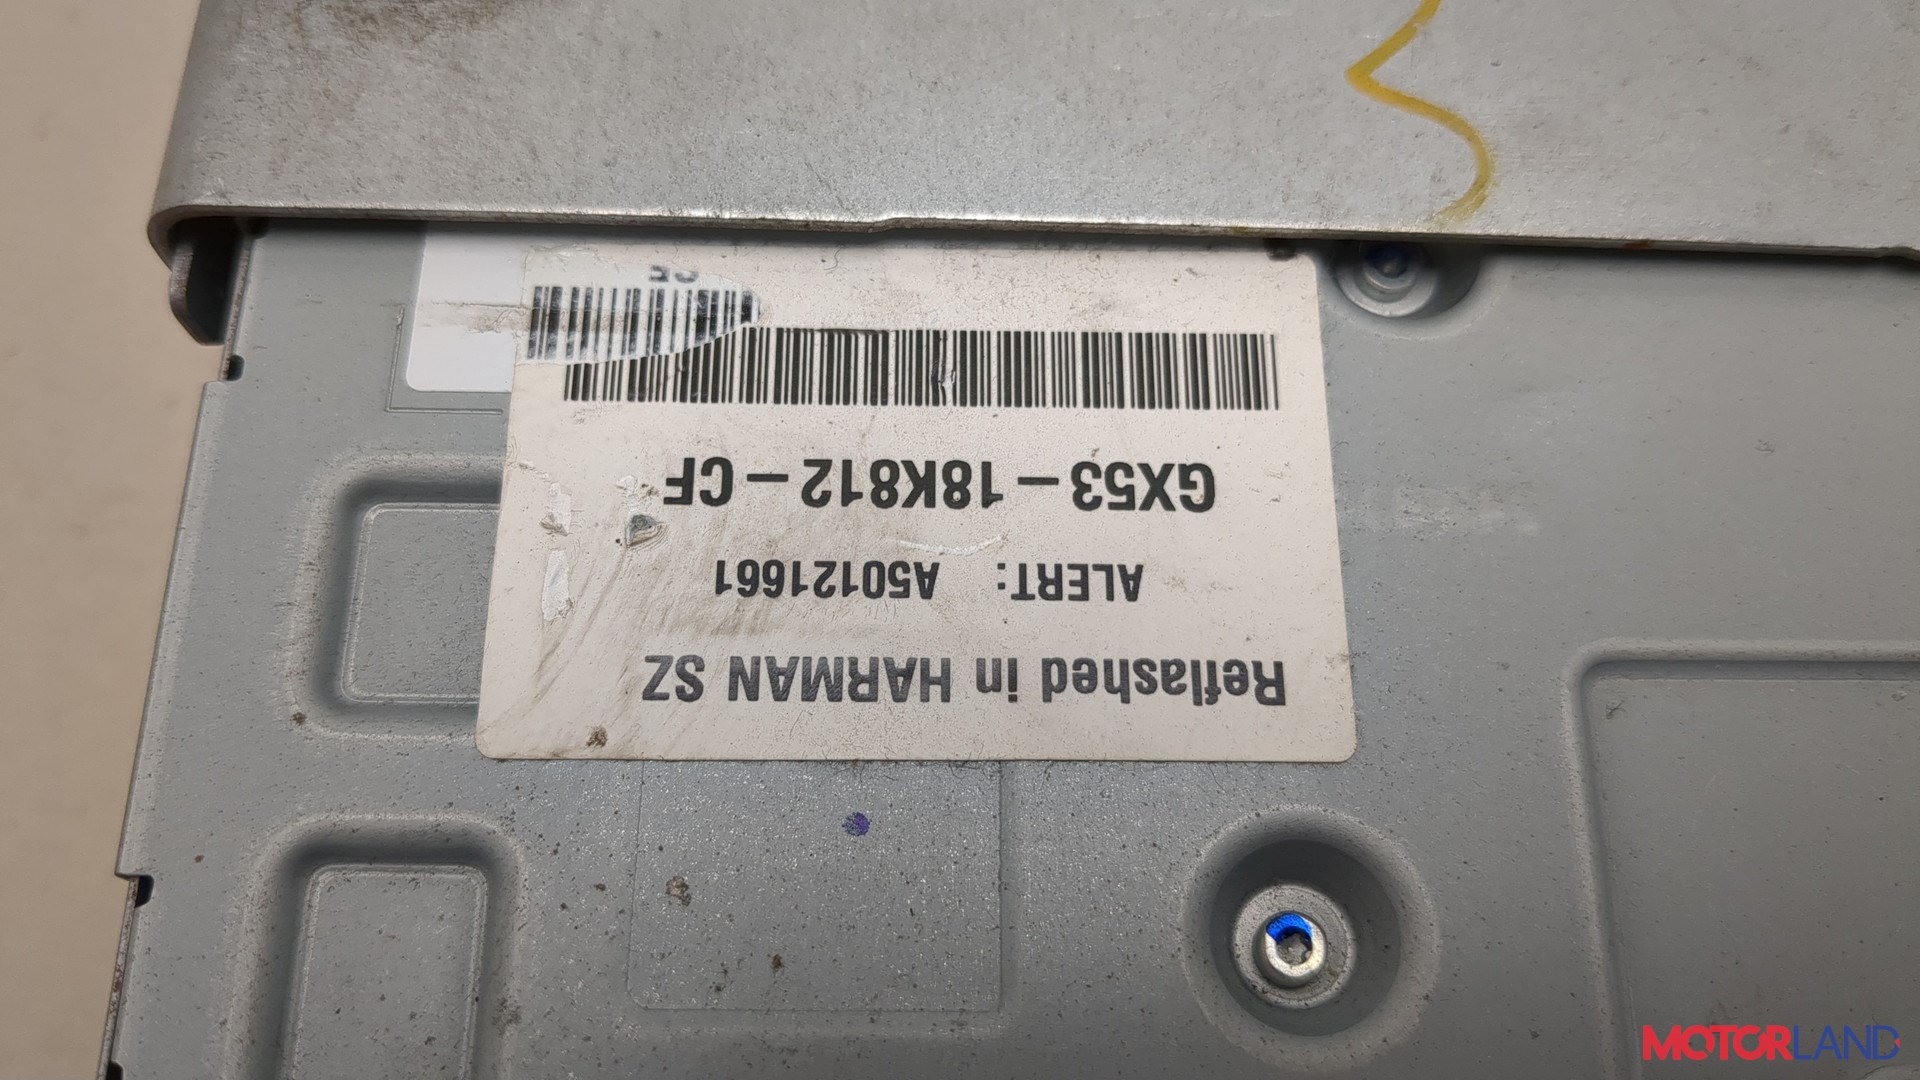 Reflashed in HARMAN SZ
ALERT: A50121661
GX53-18K812-CF
MOTORLAND